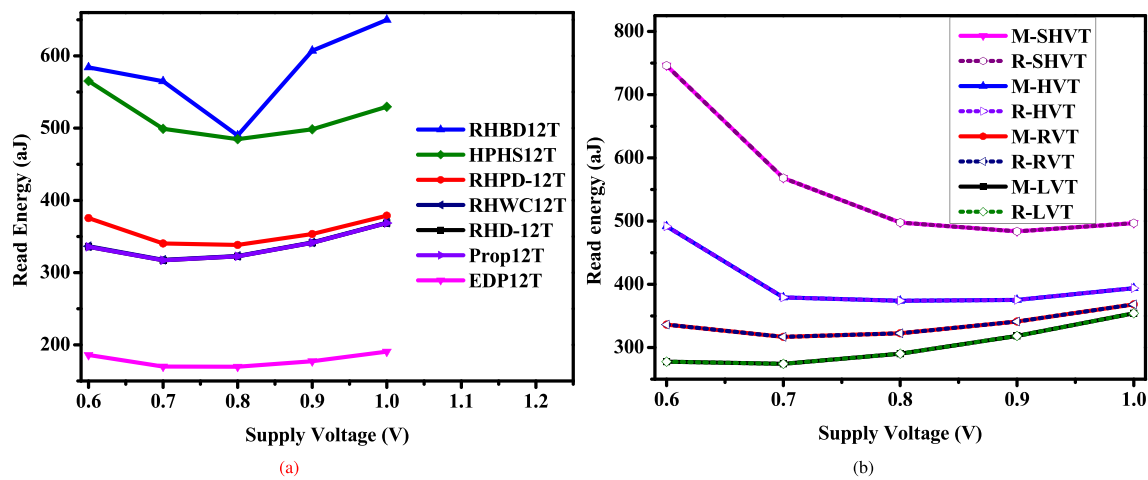 600
500
400
300
200
0.6 0.7 0.8 0.9 1.0 1.1 1.2
Read Energy (aJ)
Supply Voltage (V)
RHBD12T
HPHS12T
RHPD-12T
RHWC12T
RHD-12T
Prop12T
EDP12T
(a)
800
700
600
500
400
300
0.6 0.7 0.8 0.9 1.0
Read energy (aJ)
Supply Voltage (V)
M-SHVT
R-SHVT
M-HVT
R-HVT
M-RVT
R-RVT
M-LVT
R-LVT
(b)